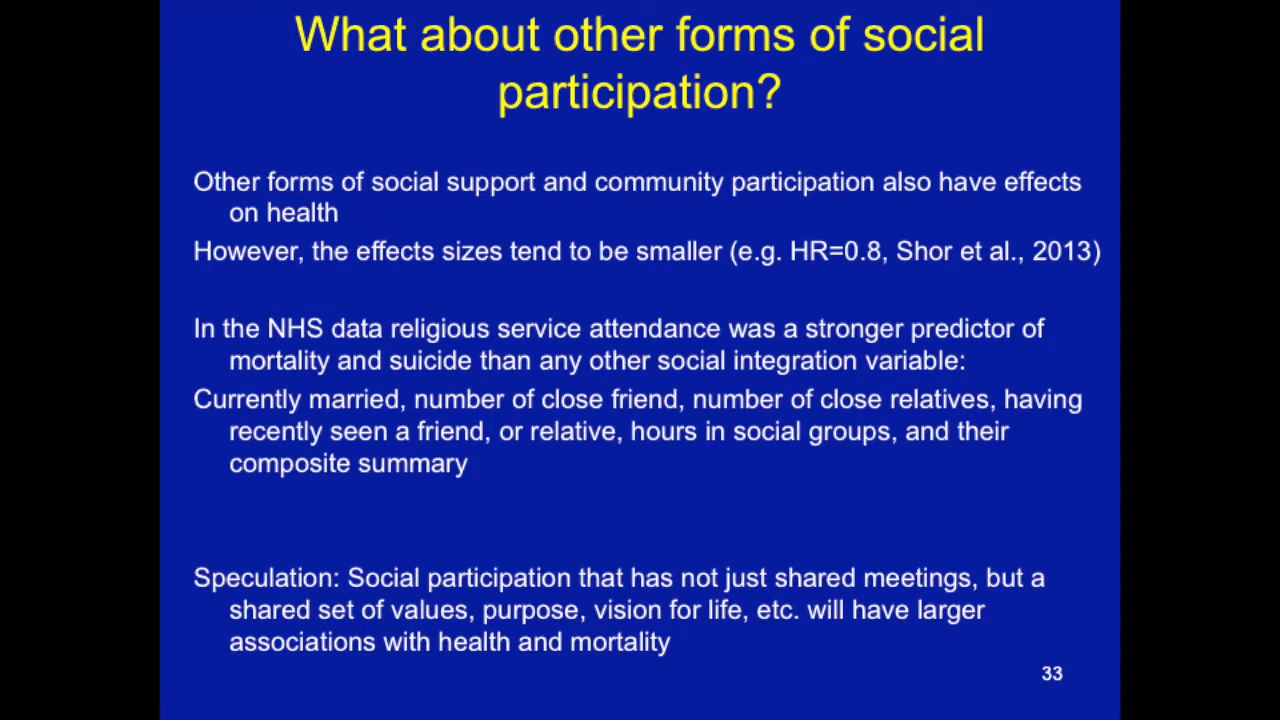 What about other forms of social
participation?
Other forms of social support and community participation also have effects
on health
However, the effects sizes tend to be smaller (e.g. HR=0.8, Shor et al., 2013)
In the NHS data religious service attendance was a stronger predictor of
mortality and suicide than any other social integration variable:
Currently married, number of close friend, number of close relatives, having
recently seen a friend, or relative, hours in social groups, and their
composite summary
Speculation: Social participation that has not just shared meetings, but a
shared set of values, purpose, vision for life, etc. will have larger
associations with health and mortality
33